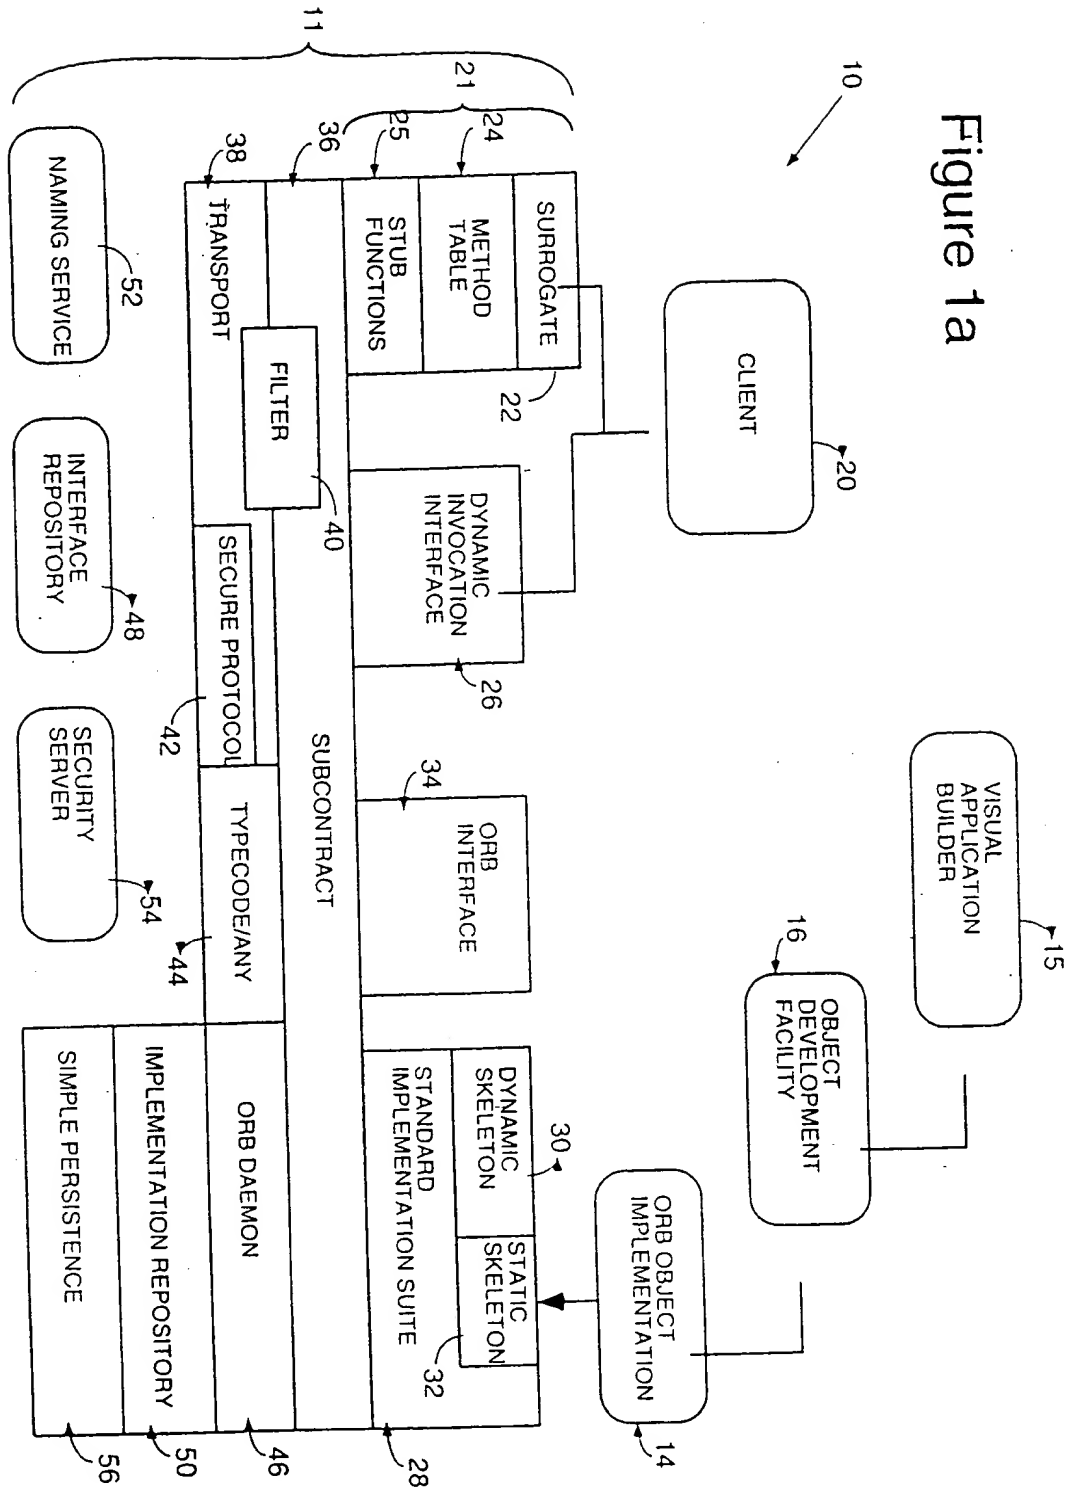 Figure 1a
10
VISUAL
APPLICATION
BUILDER
15
16
OBJECT
DEVELOPMENT
FACILITY
CLIENT
20
ORB OBJECT
IMPLEMENTATION
14
11
21
SURROGATE
22
24
METHOD
TABLE
25
STUB
FUNCTIONS
DYNAMIC
INVOCATION
INTERFACE
26
34
ORB
INTERFACE
DYNAMIC
SKELETON
30
STATIC
SKELETON
32
STANDARD
IMPLEMENTATION SUITE
28
36
SUBCONTRACT
38
TRANSPORT
FILTER
40
SECURE PROTOCOL
42
TYPECODE/ANY
44
ORB DAEMON
46
IMPLEMENTATION REPOSITORY
50
SIMPLE PERSISTENCE
56
NAMING SERVICE
52
INTERFACE
REPOSITORY
48
SECURITY
SERVER
54